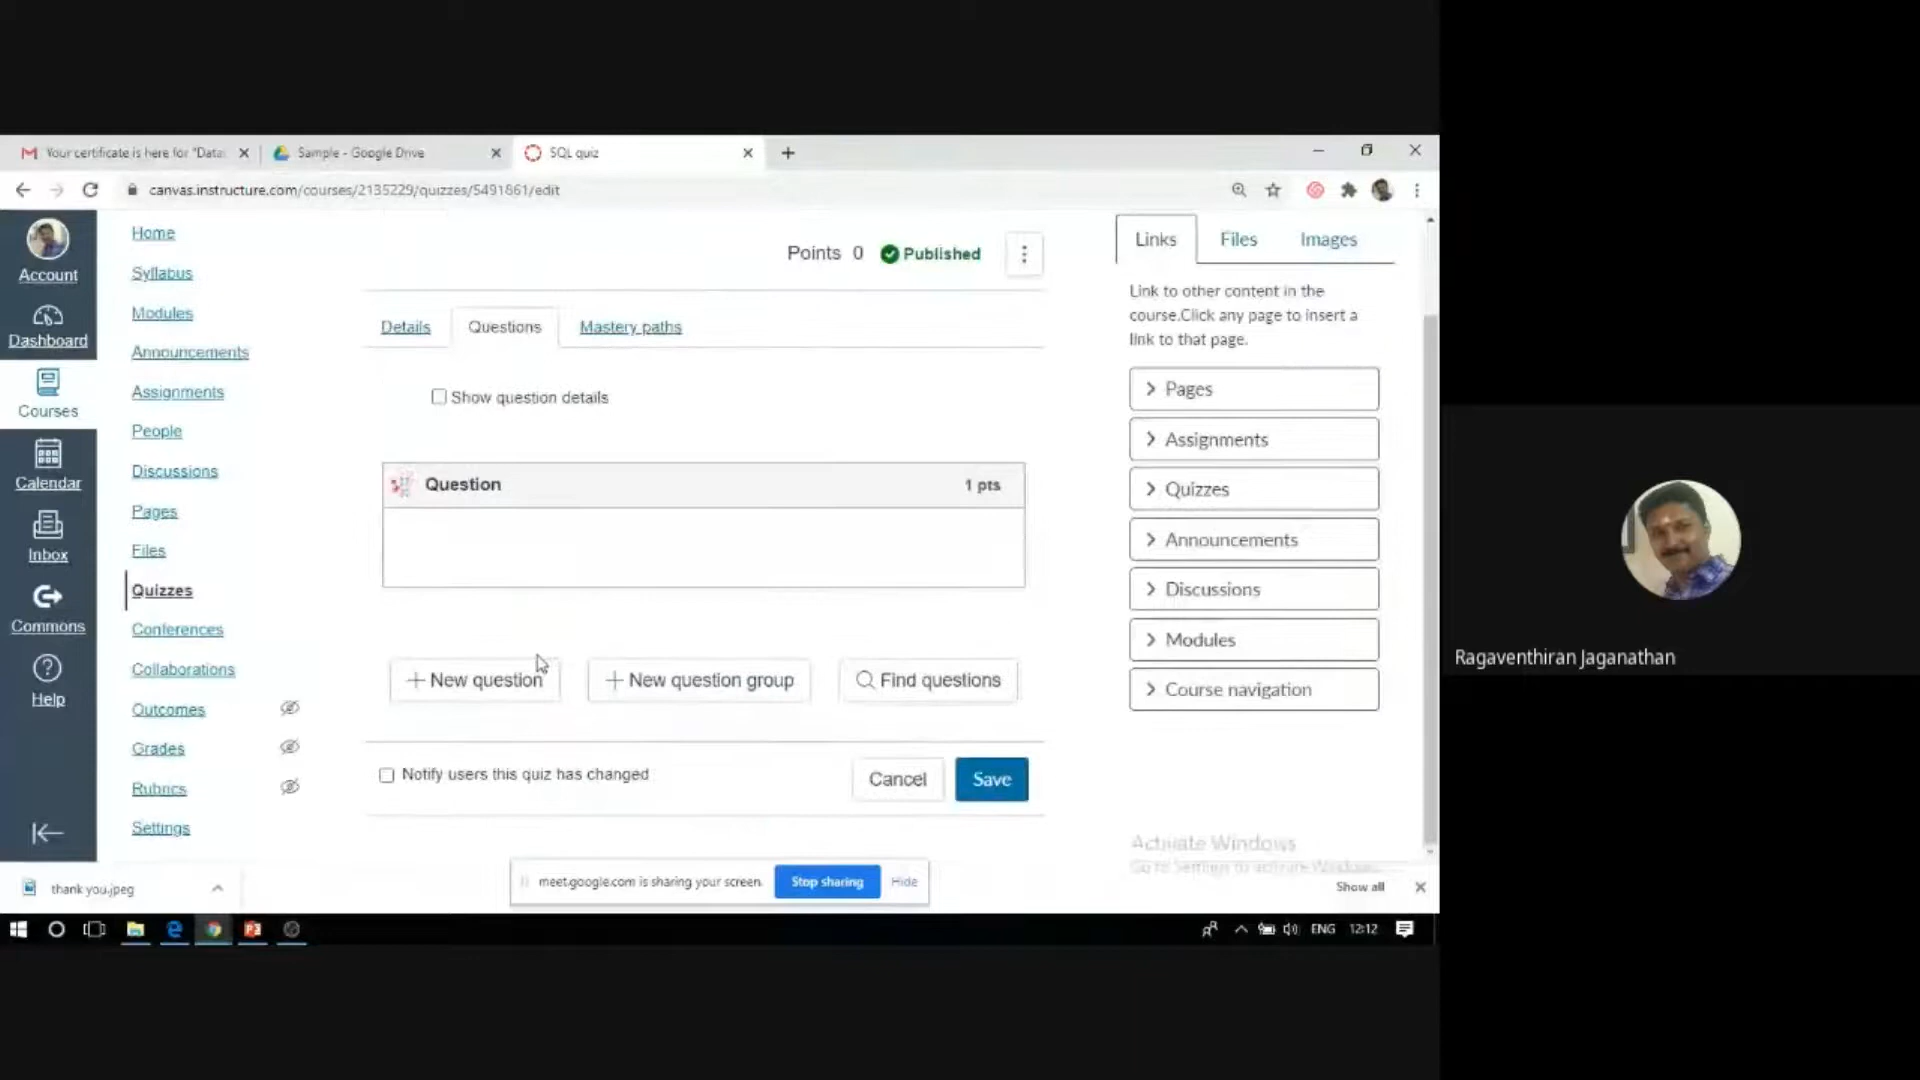 Your certificate is here for "Data
Sample - Google Drive
SQL quiz
canvas.instructure.com/courses/2135229/quizzes/5491861/edit
Account
Dashboard
Courses
Calendar
Inbox
Commons
Help
Home
Syllabus
Modules
Announcements
Assignments
People
Discussions
Pages
Files
Quizzes
Conferences
Collaborations
Outcomes
Grades
Rubrics
Settings
Points 0 Published
Details
Questions
Mastery paths
Show question details
Question 1 pts
+ New question
+ New question group
Find questions
Notify users this quiz has changed
Cancel
Save
Links
Files
Images
Link to other content in the
course.Click any page to insert a
link to that page.
Pages
Assignments
Quizzes
Announcements
Discussions
Modules
Course navigation
Activate Windows
Go to Settings to activate Windows.
thank you.jpeg
meet.google.com is sharing your screen.
Stop sharing
Hide
Show all
ENG
12:12
Ragaventhiran Jaganathan